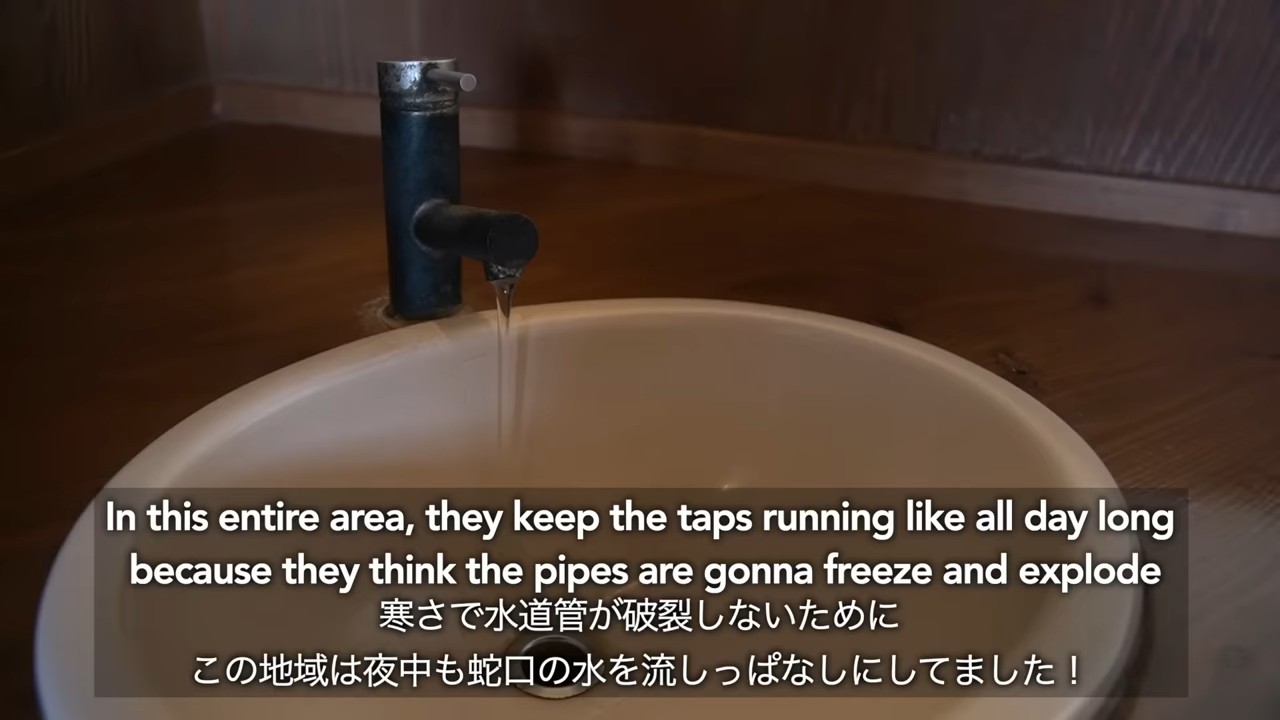 In this entire area, they keep the taps running like all day long
because they think the pipes are gonna freeze and explode
寒さで水道管が破裂しないために
この地域は夜中も蛇口の水を流しっぱなしにしてました！